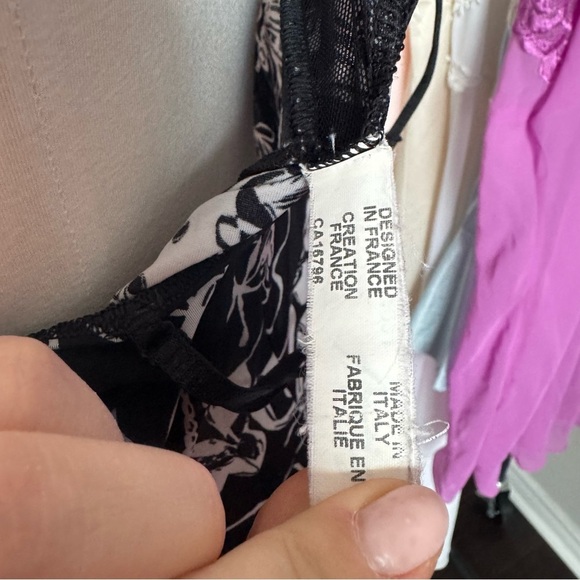 DESIGNED
IN FRANCE
CREATION
FRANCE
CA16796
MADE IN
ITALY
FABRIQUE EN
ITALIE